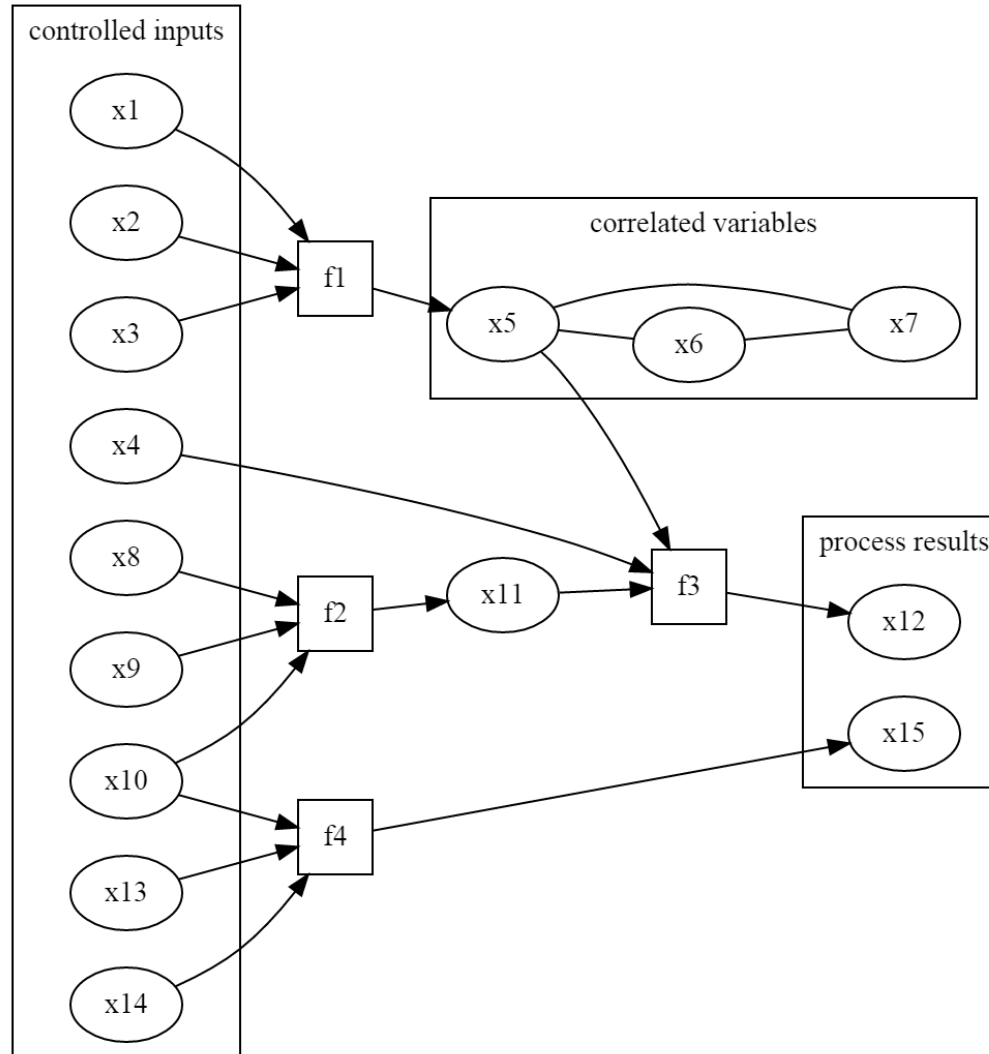 controlled inputs
x1
x2
x3
x4
x8
x9
x10
x13
x14
f1
f2
f4
correlated variables
x5
x6
x7
x11
f3
process results
x12
x15